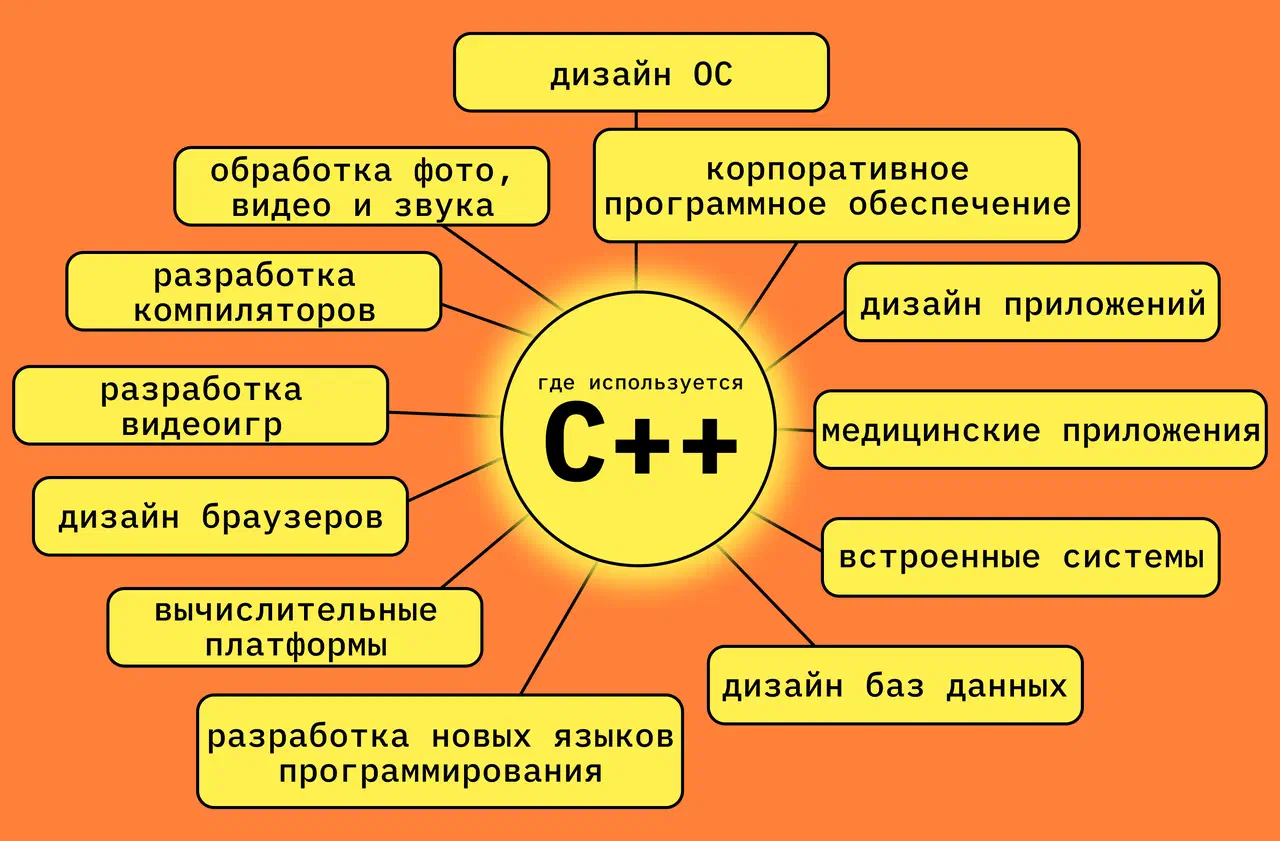 дизайн ОС
корпоративное
программное обеспечение
обработка фото,
видео и звука
разработка
компиляторов
дизайн приложений
разработка
видеоигр
где используется
C++
медицинские приложения
дизайн браузеров
встроенные системы
вычислительные
платформы
дизайн баз данных
разработка новых языков
программирования